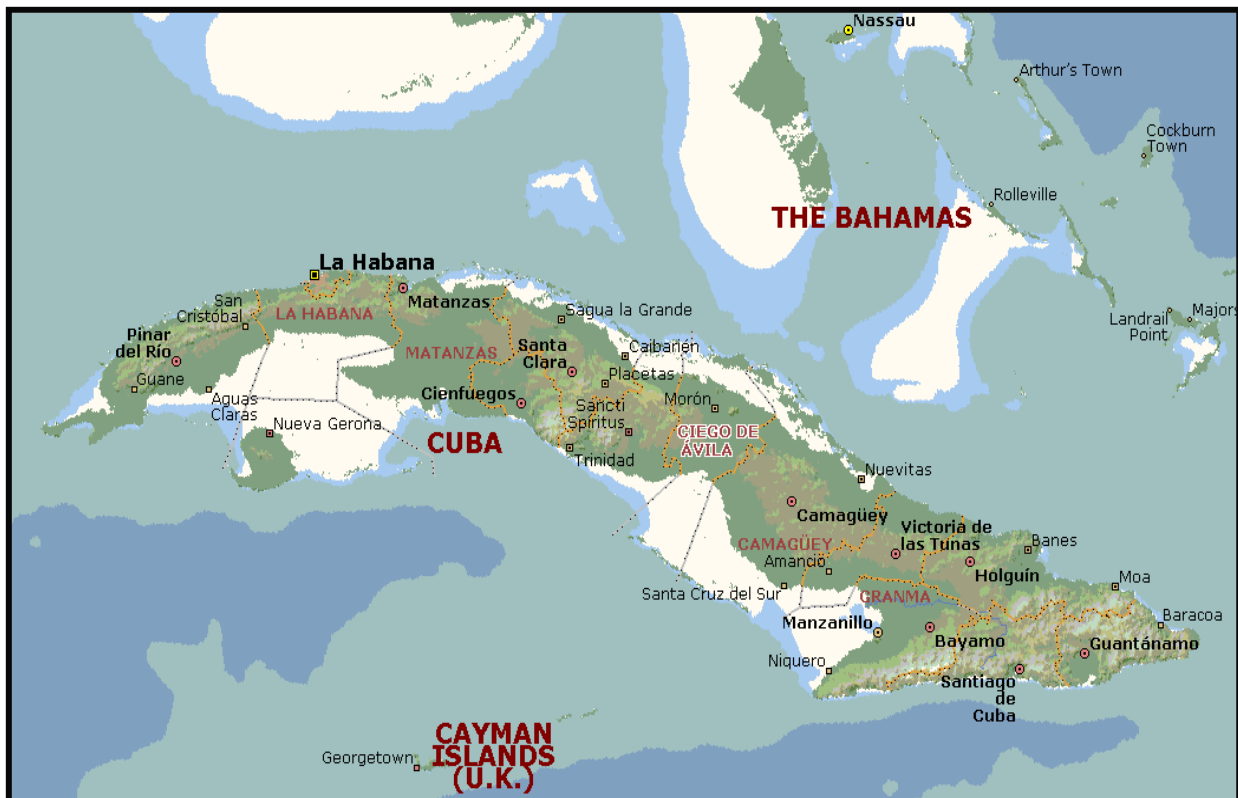 Nassau
Arthur's Town
Cockburn
Town
Rolleville
THE BAHAMAS
La Habana
San
Cristóbal
LA HABANA
Matanzas
Sagua la Grande
Landrail
Point
Majors
Pinar
del Río
MATANZAS
Santa
Clara
Caibarién
Guane
Placetas
Aguas
Claras
Cienfuegos
Sancti
Spiritus
Morón
Nueva Gerona
CUBA
CIEGO DE
ÁVILA
Trinidad
Nuevitas
Camagüey
Victoria de
las Tunas
CAMAGÜEY
Banes
Amancio
Holguín
Santa Cruz del Sur
GRANMA
Moa
Manzanillo
Baracoa
Bayamo
Guantánamo
Niquero
Santiago
de
Cuba
CAYMAN
ISLANDS
(U.K.)
Georgetown